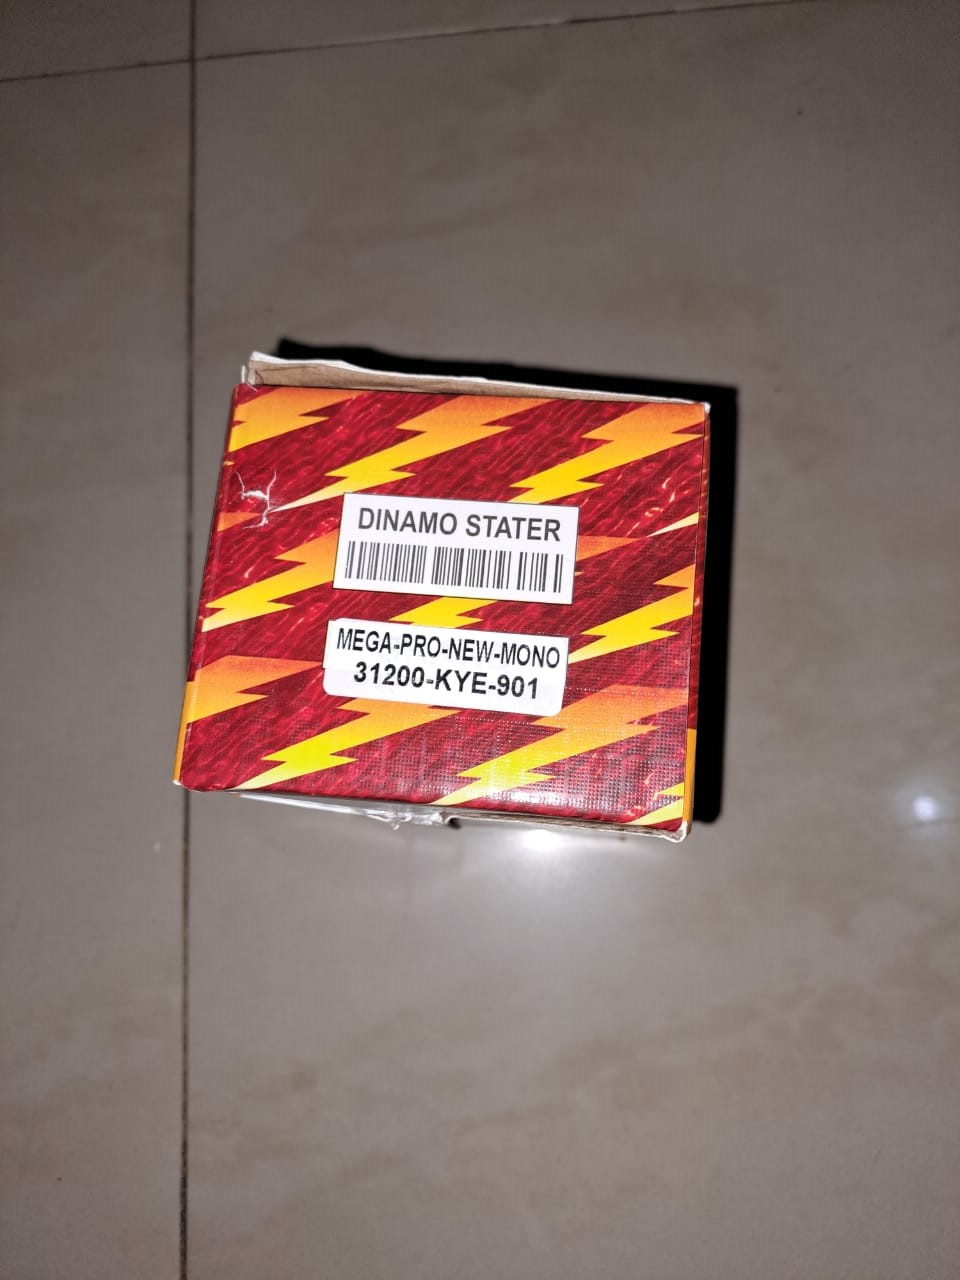 DINAMO STATER
MEGA-PRO-NEW-MONO
31200-KYE-901